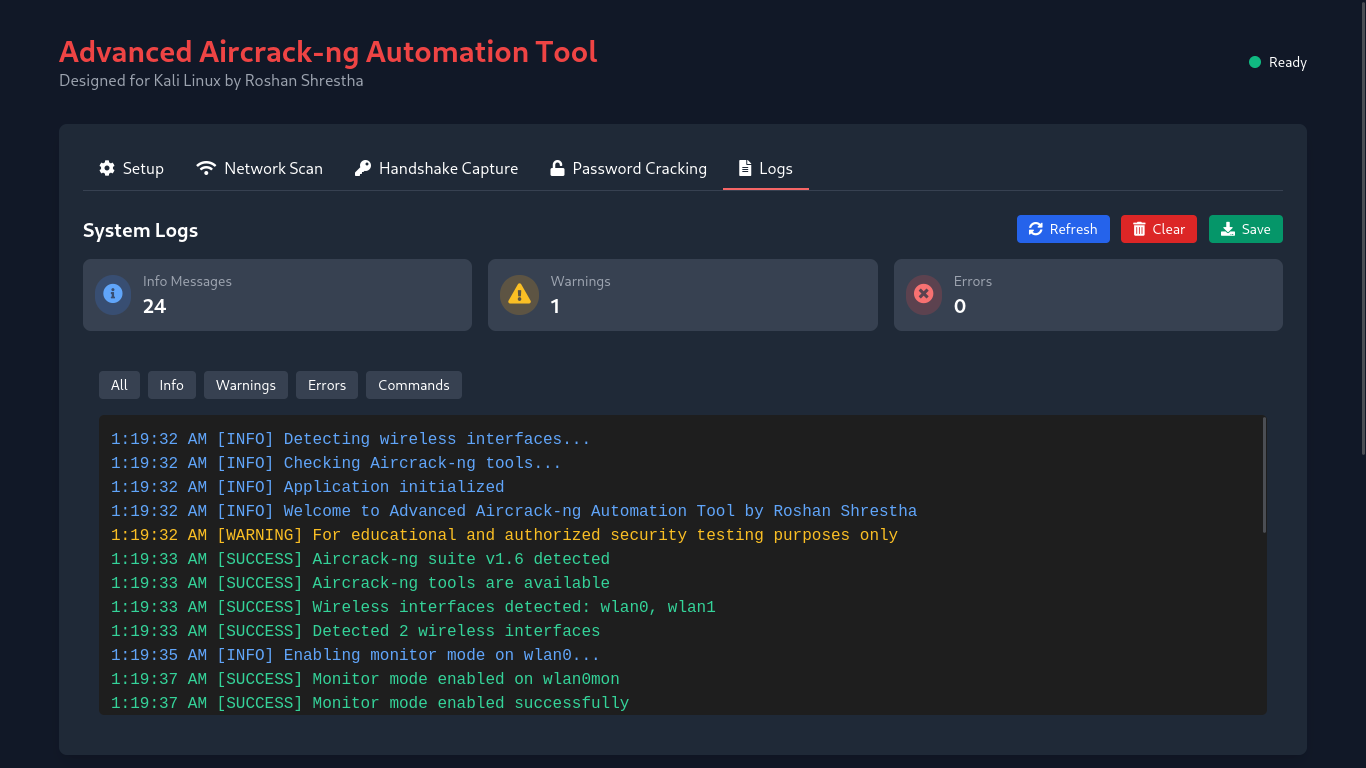 Advanced Aircrack-ng Automation Tool
Designed for Kali Linux by Roshan Shrestha
Ready
Setup Network Scan Handshake Capture Password Cracking Logs
System Logs
Refresh Clear Save
Info Messages
24
Warnings
1
Errors
0
All Info Warnings Errors Commands
1:19:32 AM [INFO] Detecting wireless interfaces...
1:19:32 AM [INFO] Checking Aircrack-ng tools...
1:19:32 AM [INFO] Application initialized
1:19:32 AM [INFO] Welcome to Advanced Aircrack-ng Automation Tool by Roshan Shrestha
1:19:32 AM [WARNING] For educational and authorized security testing purposes only
1:19:33 AM [SUCCESS] Aircrack-ng suite v1.6 detected
1:19:33 AM [SUCCESS] Aircrack-ng tools are available
1:19:33 AM [SUCCESS] Wireless interfaces detected: wlan0, wlan1
1:19:33 AM [SUCCESS] Detected 2 wireless interfaces
1:19:35 AM [INFO] Enabling monitor mode on wlan0...
1:19:37 AM [SUCCESS] Monitor mode enabled on wlan0mon
1:19:37 AM [SUCCESS] Monitor mode enabled successfully